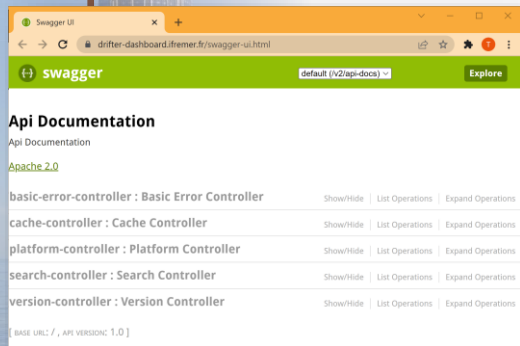 Swagger UI
drifter-dashboard.ifremer.fr/swagger-ui.html
T
swagger
default (/v2/api-docs)
Explore
Api Documentation
Api Documentation
Apache 2.0
basic-error-controller : Basic Error Controller Show/Hide List Operations Expand Operations
cache-controller : Cache Controller Show/Hide List Operations Expand Operations
platform-controller : Platform Controller Show/Hide List Operations Expand Operations
search-controller : Search Controller Show/Hide List Operations Expand Operations
version-controller : Version Controller Show/Hide List Operations Expand Operations
[ BASE URL: / , API VERSION: 1.0 ]